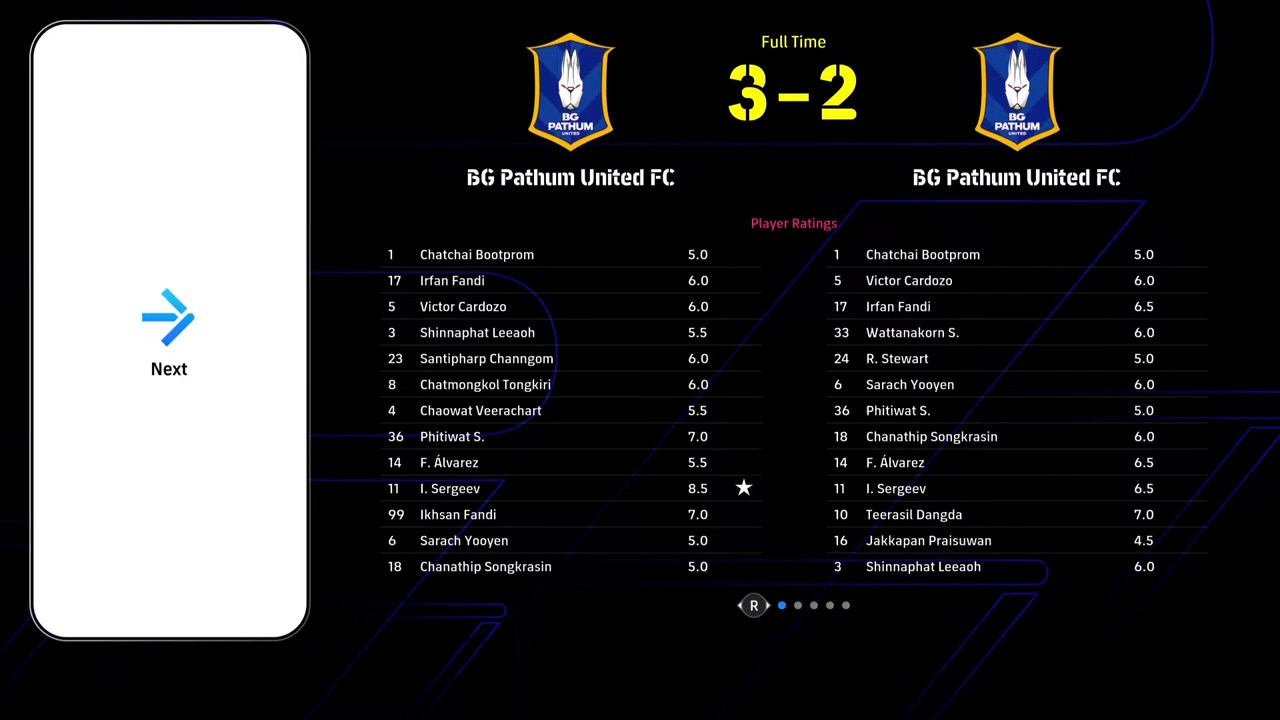 Full Time
3-2
BG
PATHUM
UNITED
BG
PATHUM
UNITED
BG Pathum United FC
BG Pathum United FC
Player Ratings
1 Chatchai Bootprom 5.0
17 Irfan Fandi 6.0
5 Victor Cardozo 6.0
3 Shinnaphat Leeaoh 5.5
23 Santipharp Channgom 6.0
8 Chatmongkol Tongkiri 6.0
4 Chaowat Veerachart 5.5
36 Phitiwat S. 7.0
14 F. Álvarez 5.5
11 I. Sergeev 8.5 ★
99 Ikhsan Fandi 7.0
6 Sarach Yooyen 5.0
18 Chanathip Songkrasin 5.0
1 Chatchai Bootprom 5.0
5 Victor Cardozo 6.0
17 Irfan Fandi 6.5
33 Wattanakorn S. 6.0
24 R. Stewart 5.0
6 Sarach Yooyen 6.0
36 Phitiwat S. 5.0
18 Chanathip Songkrasin 6.0
14 F. Álvarez 6.5
11 I. Sergeev 6.5
10 Teerasil Dangda 7.0
16 Jakkapan Praisuwan 4.5
3 Shinnaphat Leeaoh 6.0
R
Next